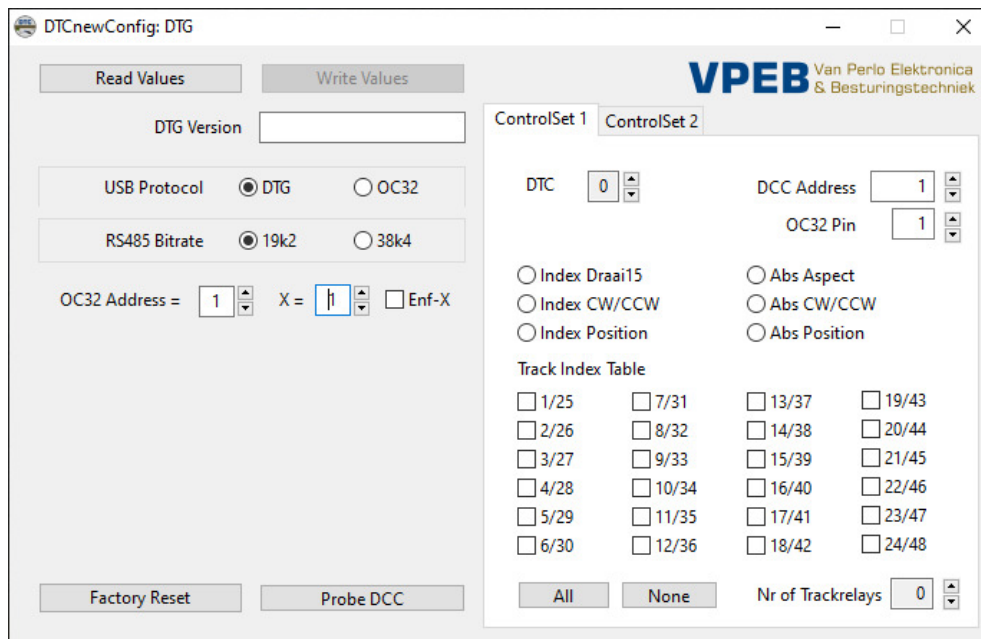 DTCnewConfig: DTG
Read Values
Write Values
VPEB Van Perlo Elektronica
& Besturingstechniek
DTG Version
USB Protocol DTG OC32
RS485 Bitrate 19k2 38k4
OC32 Address = 1 X = 1 Enf-X
Factory Reset
Probe DCC
ControlSet 1 ControlSet 2
DTC 0 DCC Address 1
OC32 Pin 1
Index Draai15 Abs Aspect
Index CW/CCW Abs CW/CCW
Index Position Abs Position
Track Index Table
1/25 7/31 13/37 19/43
2/26 8/32 14/38 20/44
3/27 9/33 15/39 21/45
4/28 10/34 16/40 22/46
5/29 11/35 17/41 23/47
6/30 12/36 18/42 24/48
All None Nr of Trackrelays 0